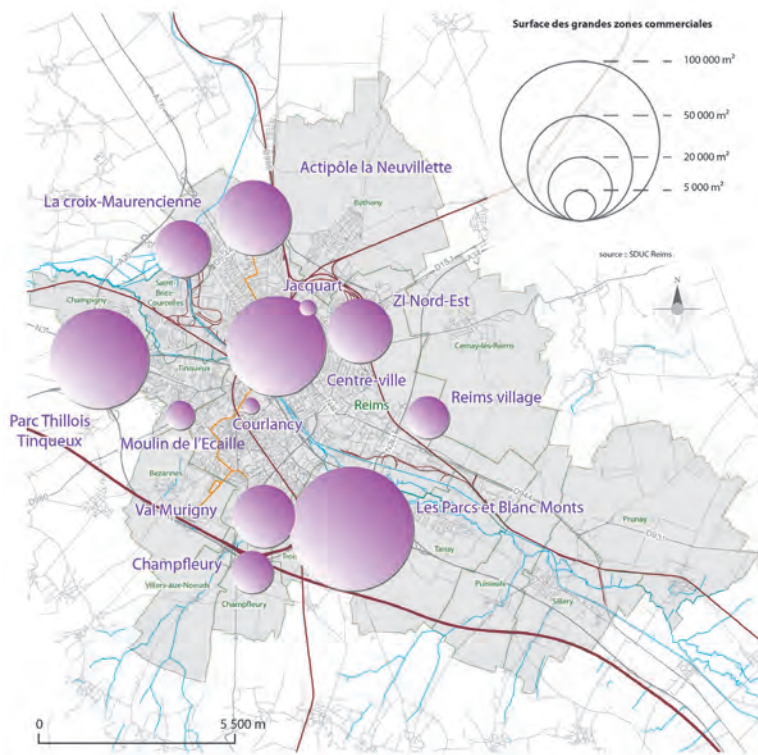 Surface des grandes zones commerciales
100 000 m²
50 000 m²
20 000 m²
5 000 m²
source :: SDUC Reims
N
Actipôle la Neuvillette
La croix-Maurencienne
Bétheny
Saint-
Brice-
Courcelles
Champigny
Jacquart
ZI-Nord-Est
Cernay-lès-Reims
Tinqueux
Centre-ville
Reims
Reims village
Parc Thillois
Tinqueux
Moulin de l'Ecaille
Courlancy
Bezannes
Val Murigny
Les Parcs et Blanc Monts
D944
Prunay
D931
Champfleury
Villers-aux-Noeuds
Champfleury
Taissy
Puisieulx
Sillery
0
5 500 m